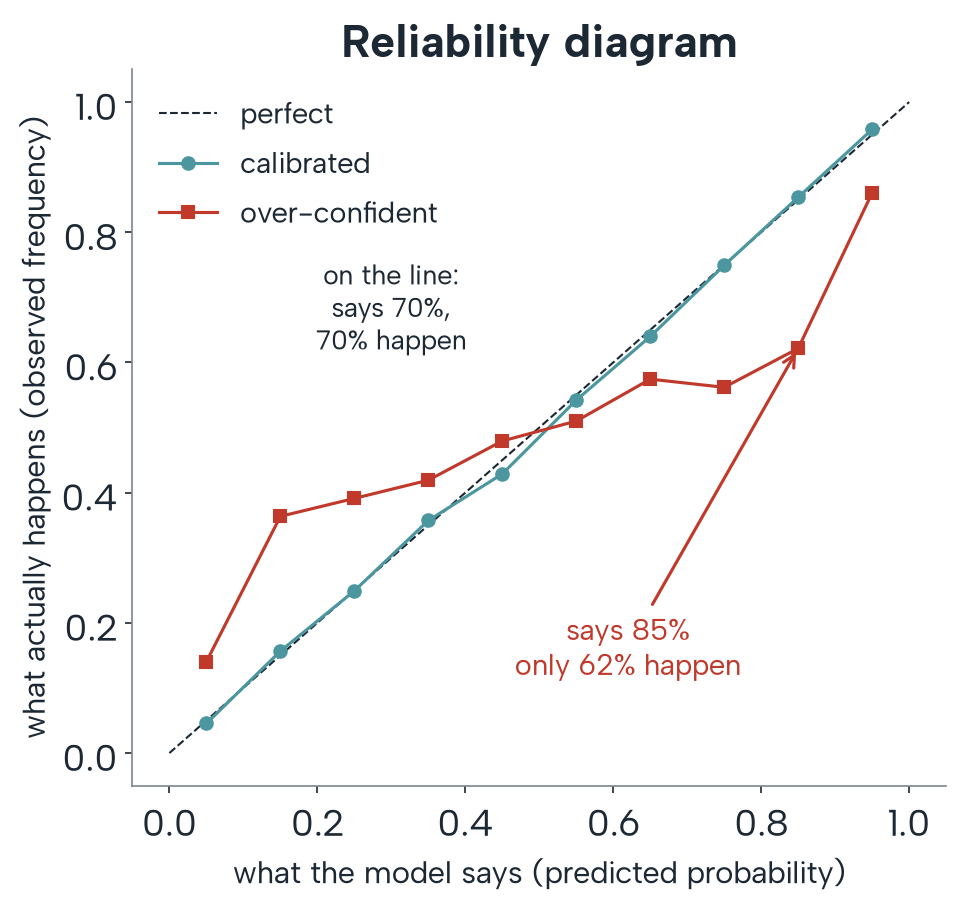 Reliability diagram
perfect
calibrated
over-confident
on the line:
says 70%,
70% happen
says 85%
only 62% happen
what actually happens (observed frequency)
1.0
0.8
0.6
0.4
0.2
0.0
0.0 0.2 0.4 0.6 0.8 1.0
what the model says (predicted probability)